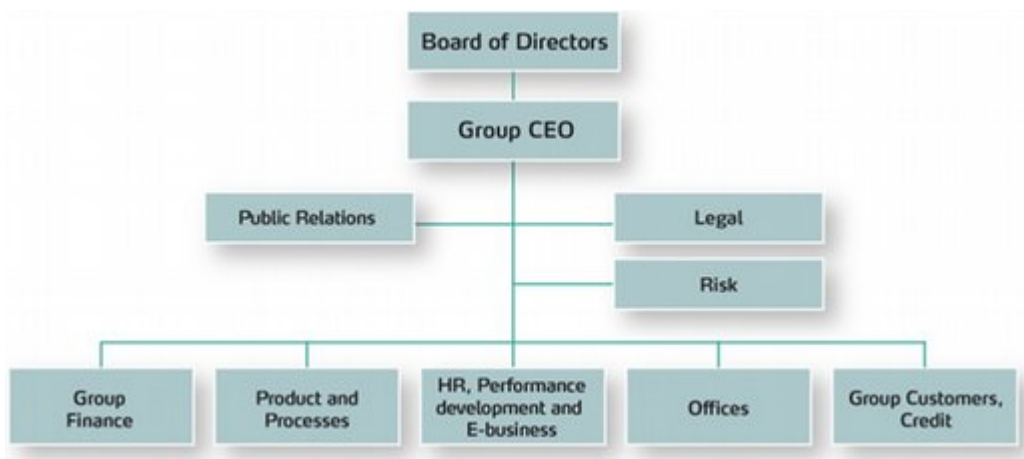 Board of Directors
Group CEO
Public Relations
Legal
Risk
Group
Finance
Product and
Processes
HR, Performance
development and
E-business
Offices
Group Customers,
Credit